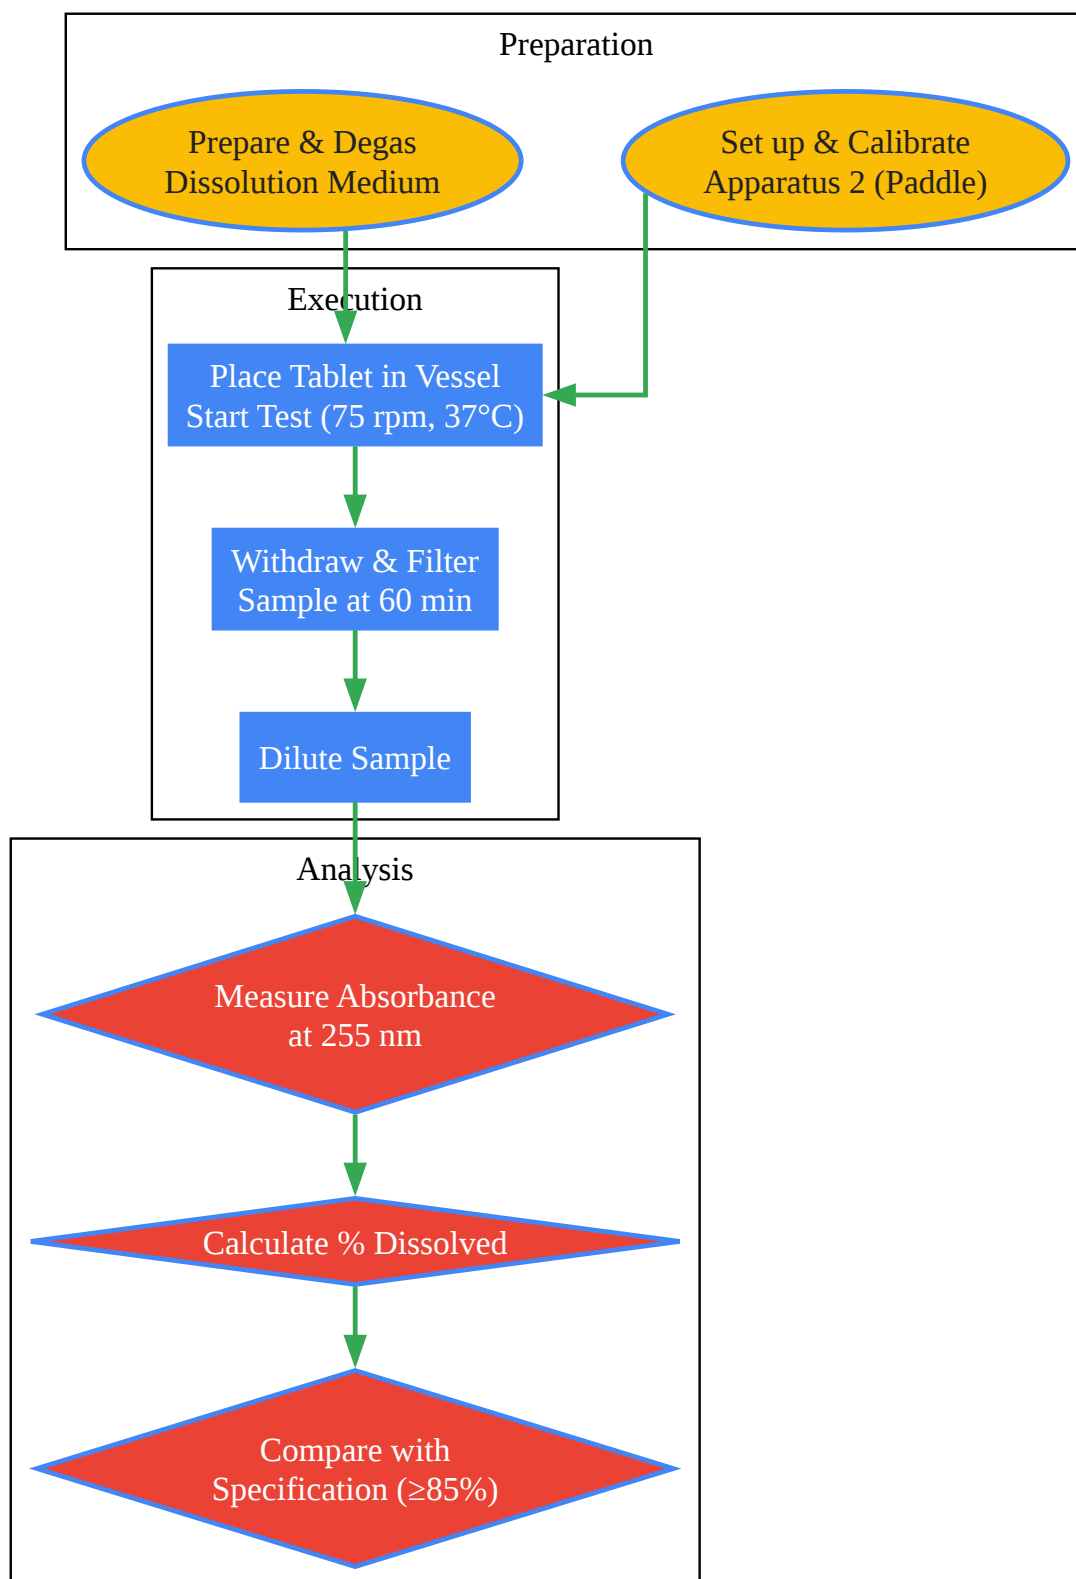 Preparation
Prepare & Degas
Dissolution Medium
Set up & Calibrate
Apparatus 2 (Paddle)
Execution
Place Tablet in Vessel
Start Test (75 rpm, 37°C)
Withdraw & Filter
Sample at 60 min
Dilute Sample
Analysis
Measure Absorbance
at 255 nm
Calculate % Dissolved
Compare with
Specification (≥85%)